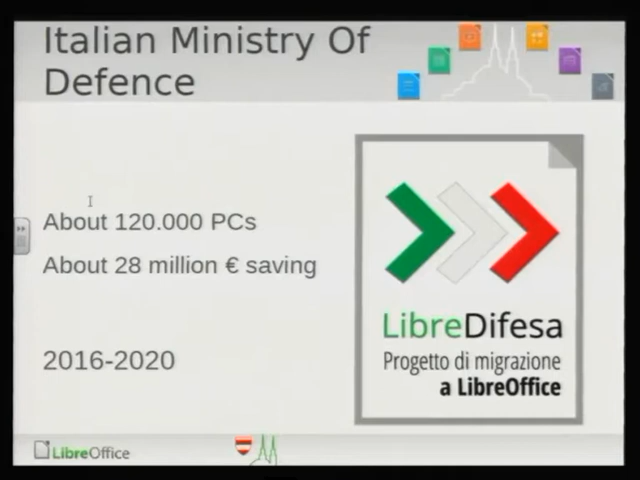 Italian Ministry Of
Defence
About 120.000 PCs
About 28 million € saving
2016-2020
LibreDifesa
Progetto di migrazione
a LibreOffice
LibreOffice